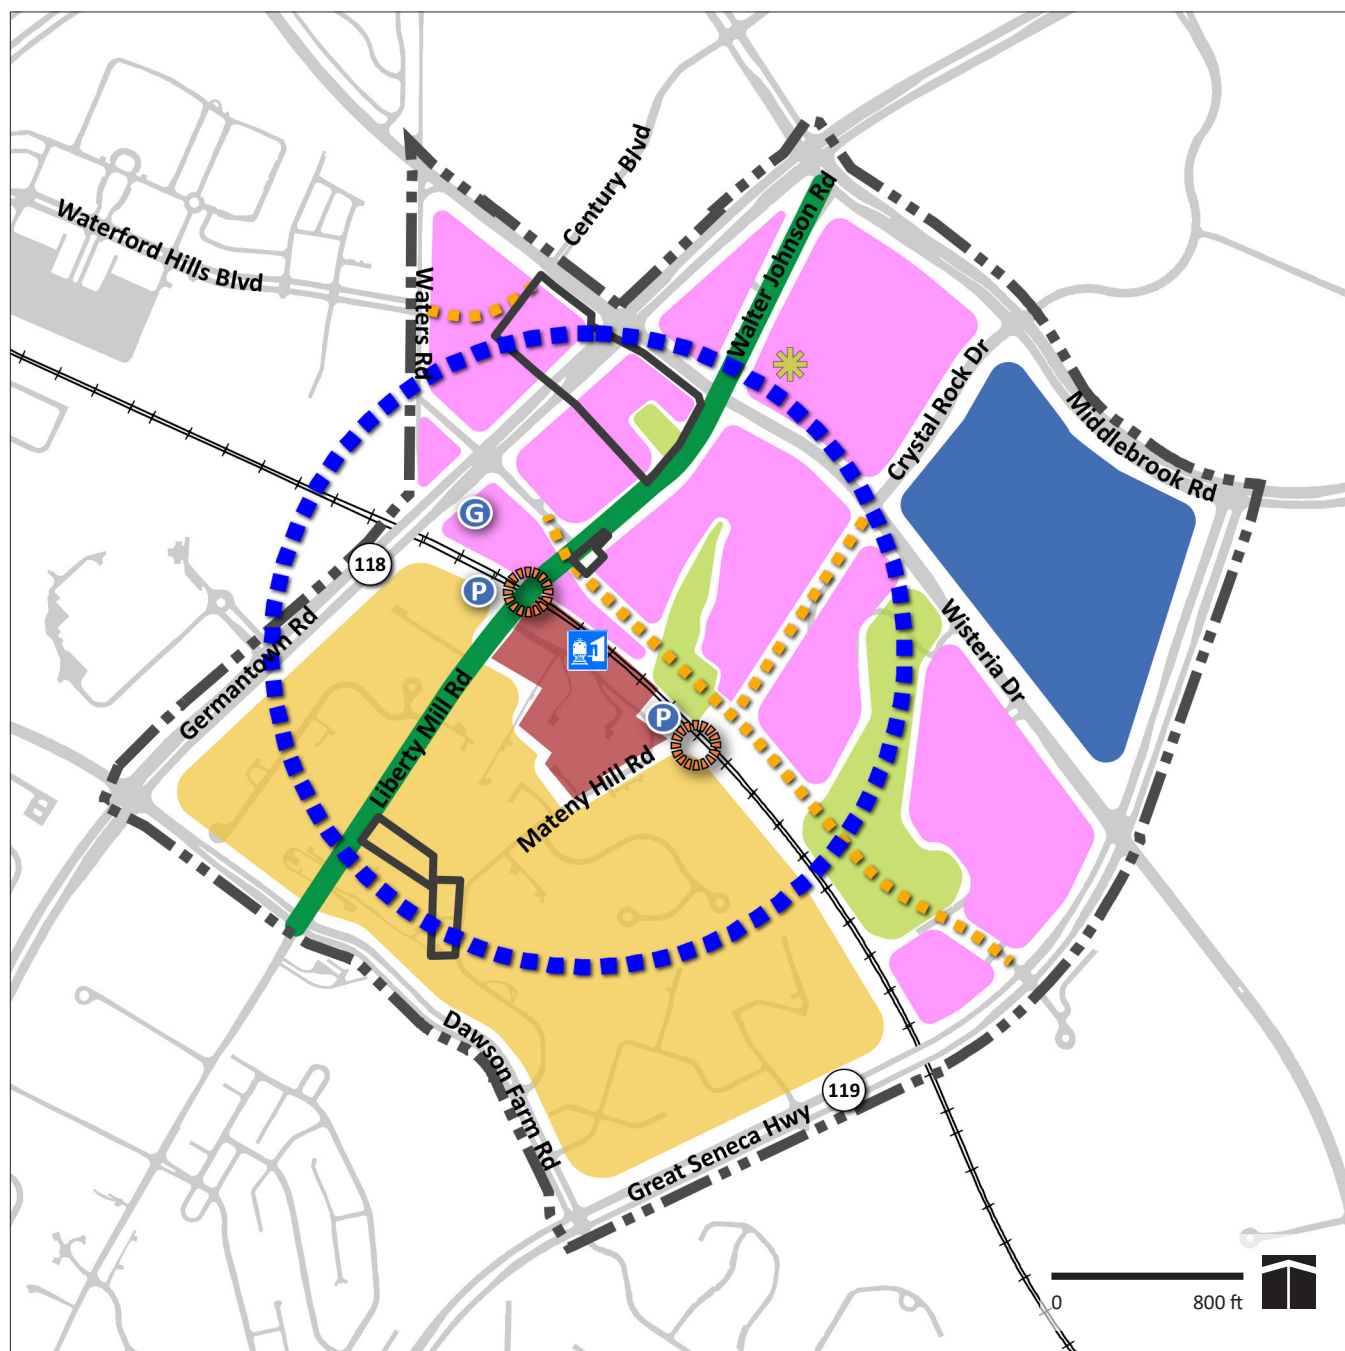 Century Blvd
Waterford Hills Blvd
Walter Johnson Rd
Waters Rd
Crystal Rock Dr
Middlebrook Rd
G
118
P
Wisteria Dr
Germantown Rd
Liberty Mill Rd
P
Mateny Hill Rd
Dawson Farm Rd
119
Great Seneca Hwy
0 800 ft